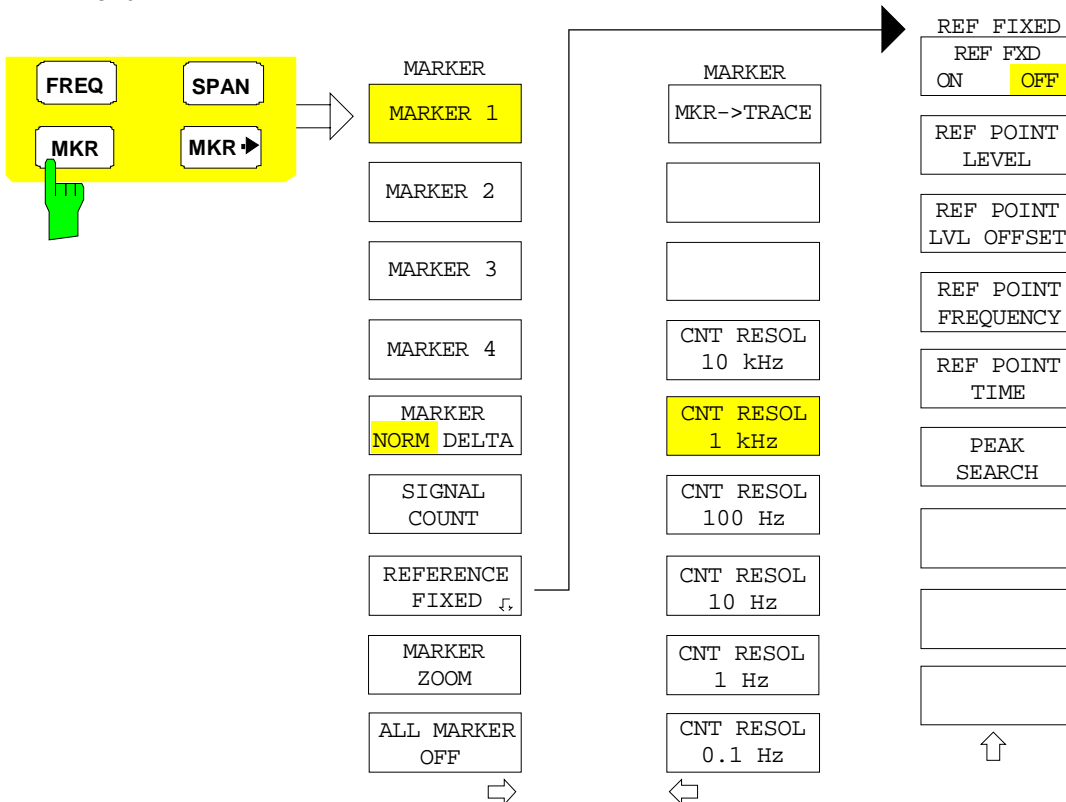 FREQ
SPAN
MKR
MKR
MARKER
MARKER 1
MARKER 2
MARKER 3
MARKER 4
MARKER
NORM DELTA
SIGNAL
COUNT
REFERENCE
FIXED
MARKER
ZOOM
ALL MARKER
OFF
MARKER
MKR->TRACE
CNT RESOL
10 kHz
CNT RESOL
1 kHz
CNT RESOL
100 Hz
CNT RESOL
10 Hz
CNT RESOL
1 Hz
CNT RESOL
0.1 Hz
REF FIXED
REF FXD
ON OFF
REF POINT
LEVEL
REF POINT
LVL OFFSET
REF POINT
FREQUENCY
REF POINT
TIME
PEAK
SEARCH